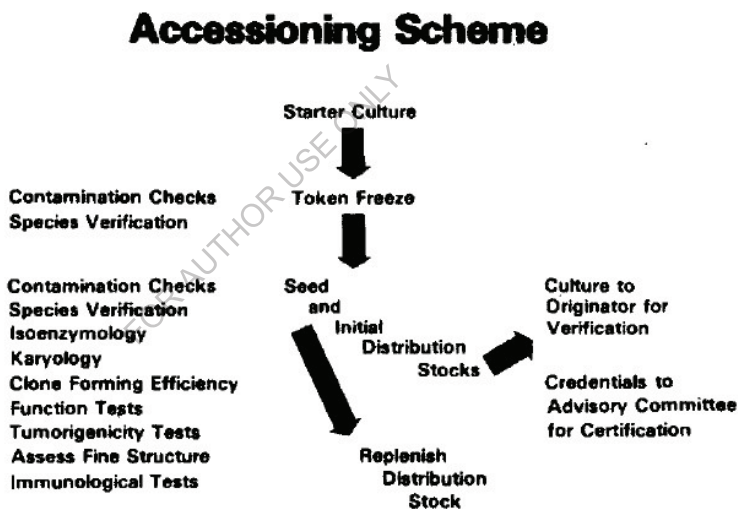 Accessioning Scheme
FOR AUTHOR USE ONLY
Starter Culture
Contamination Checks
Species Verification
Token Freeze
Contamination Checks
Species Verification
Isoenzymology
Karyology
Clone Forming Efficiency
Function Tests
Tumorigenicity Tests
Assess Fine Structure
Immunological Tests
Seed
and
Initial
Distribution
Stocks
Culture to
Originator for
Verification
Credentials to
Advisory Committee
for Certification
Replenish
Distribution
Stock